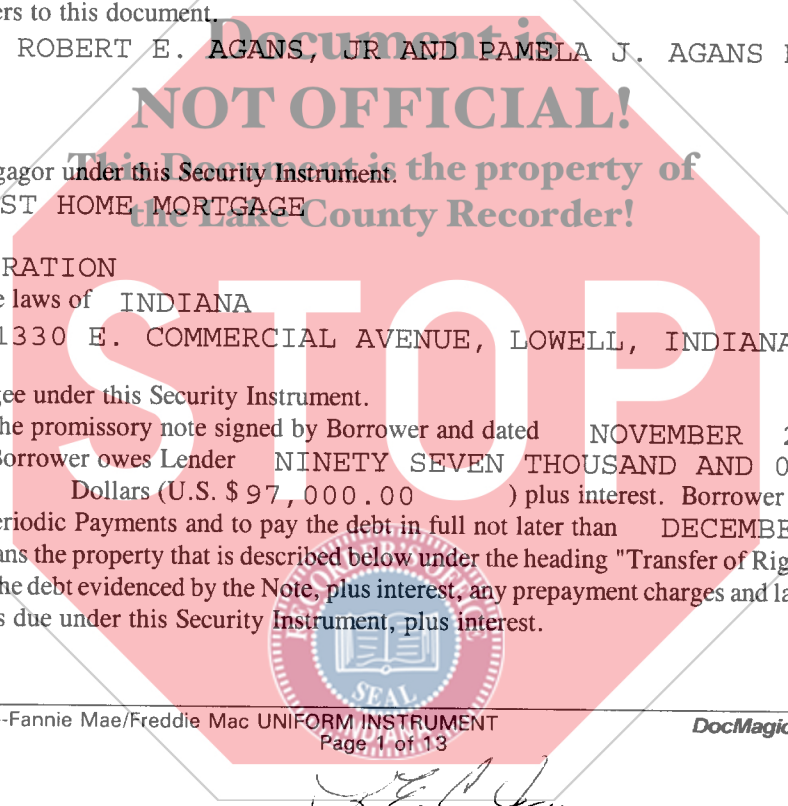 ers to this document.
Document is
ROBERT E. AGANS, JR AND PAMELA J. AGANS
NOT OFFICIAL!
This Document is the property of
gagor under this Security Instrument.
the Lake County Recorder!
ST HOME MORTGAGE
RATION
e laws of INDIANA
STOP
1330 E. COMMERCIAL AVENUE, LOWELL, INDIANA
gee under this Security Instrument.
he promissory note signed by Borrower and dated NOVEMBER 2
Borrower owes Lender NINETY SEVEN THOUSAND AND 0
Dollars (U.S. $ 97,000.00 ) plus interest. Borrower
eriodic Payments and to pay the debt in full not later than DECEMBE
ans the property that is described below under the heading "Transfer of Rig
he debt evidenced by the Note, plus interest, any prepayment charges and la
s due under this Security Instrument, plus interest.
RECORDER'S OFFICE
SEAL
INDIANA
--Fannie Mae/Freddie Mac UNIFORM INSTRUMENT
DocMagic
Page 1 of 13